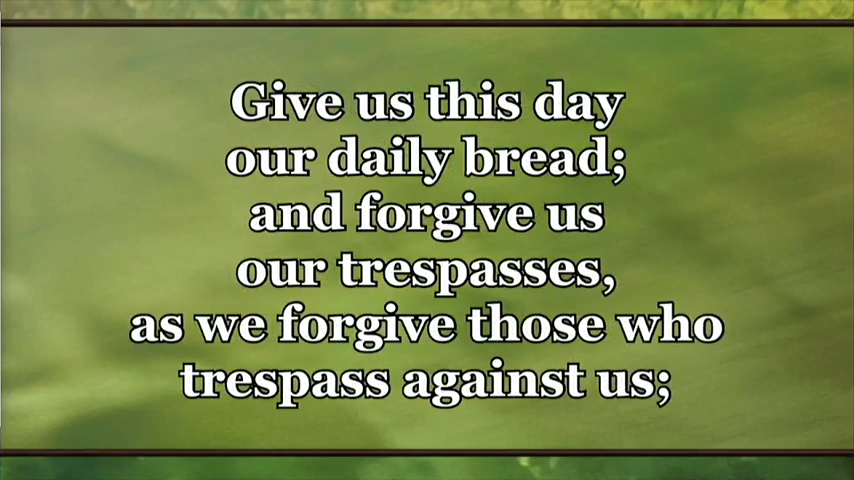 Give us this day
our daily bread;
and forgive us
our trespasses,
as we forgive those who
trespass against us;